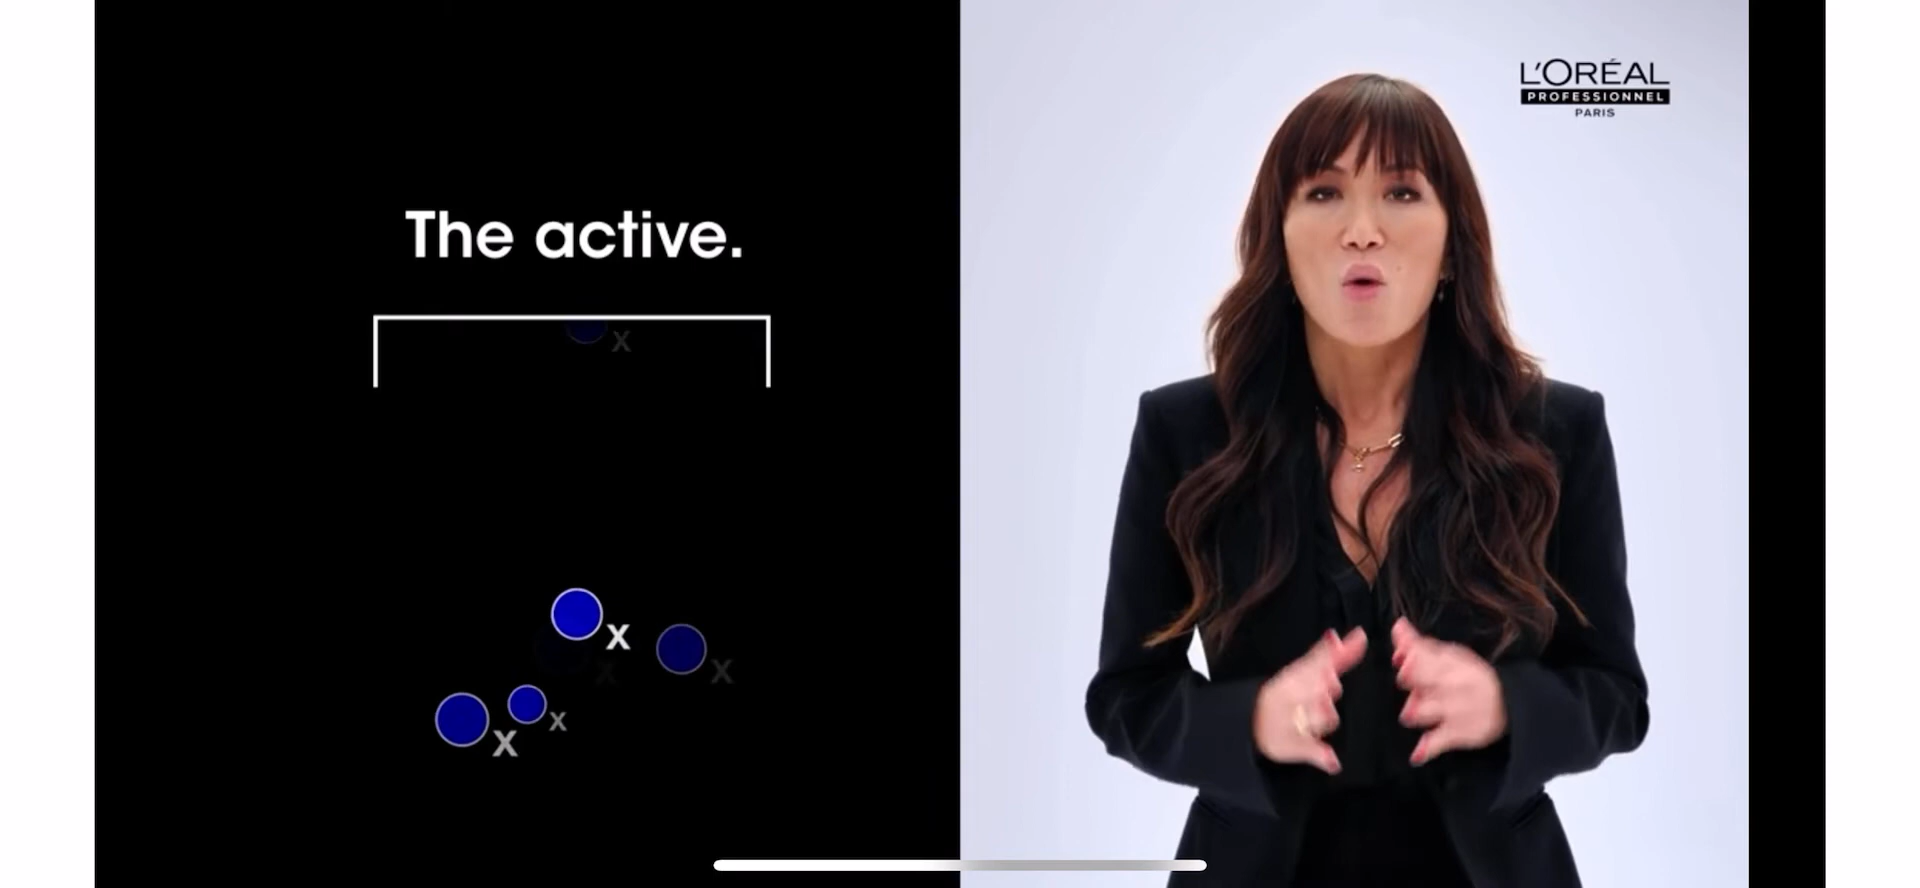 The active.
x
x
x
x
x
x
L'ORÉAL
PROFESSIONNEL
PARIS